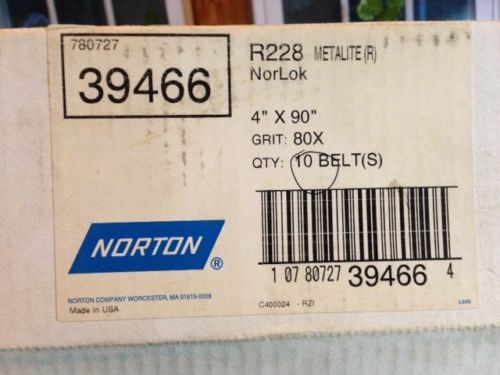 780727
39466
R228 METALITE (R)
NorLok
4" X 90"
GRIT: 80X
QTY: 10 BELT(S)
NORTON ®
1 07 80727 39466 4
NORTON COMPANY WORCESTER, MA 01615-0008
Made In USA
C400024 - RZI